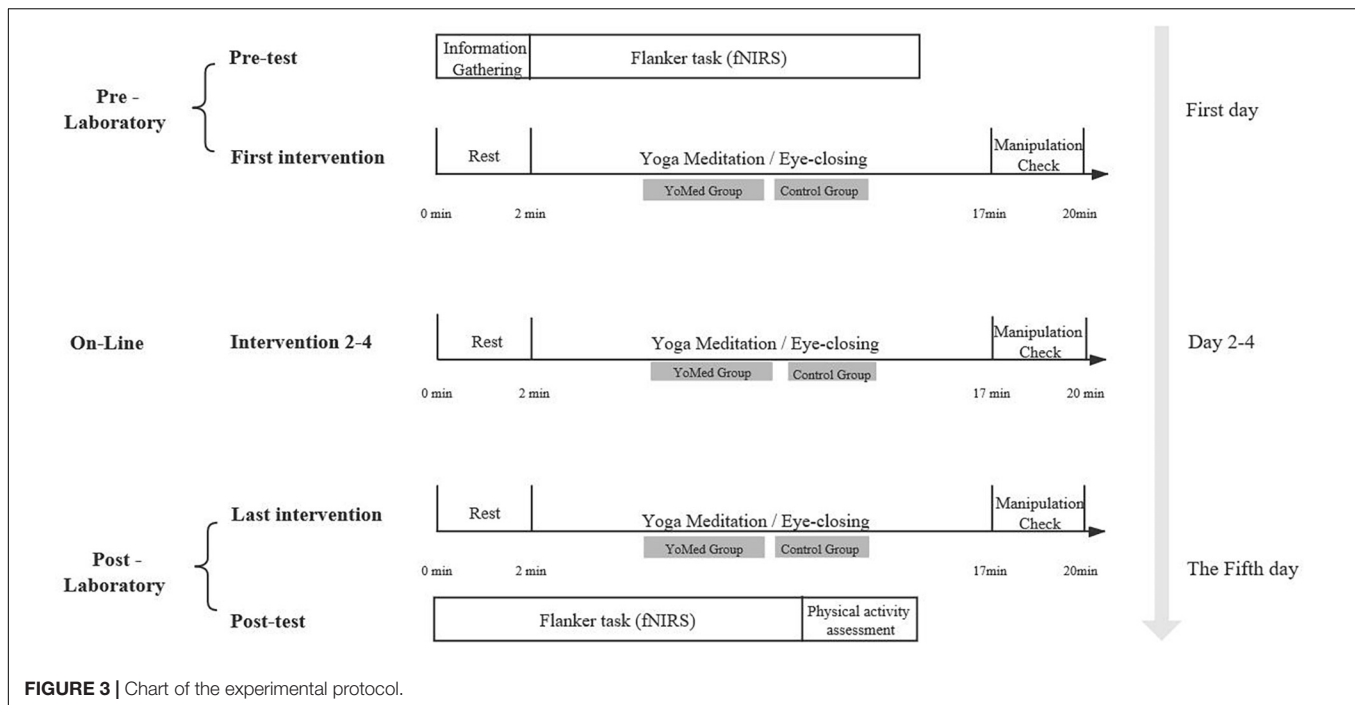 Pre-test
Information
Gathering
Flanker task (fNIRS)
Pre -
Laboratory
First day
First intervention
Rest
Yoga Meditation / Eye-closing
Manipulation
Check
YoMed Group
Control Group
0 min
2 min
17min
20min
On-Line
Intervention 2-4
Rest
Yoga Meditation / Eye-closing
Manipulation
Check
Day 2-4
YoMed Group
Control Group
0 min
2 min
17 min
20 min
Last intervention
Rest
Yoga Meditation / Eye-closing
Manipulation
Check
YoMed Group
Control Group
Post -
Laboratory
0 min
2 min
17min
20min
The Fifth day
Post-test
Flanker task (fNIRS)
Physical activity
assessment
FIGURE 3 | Chart of the experimental protocol.